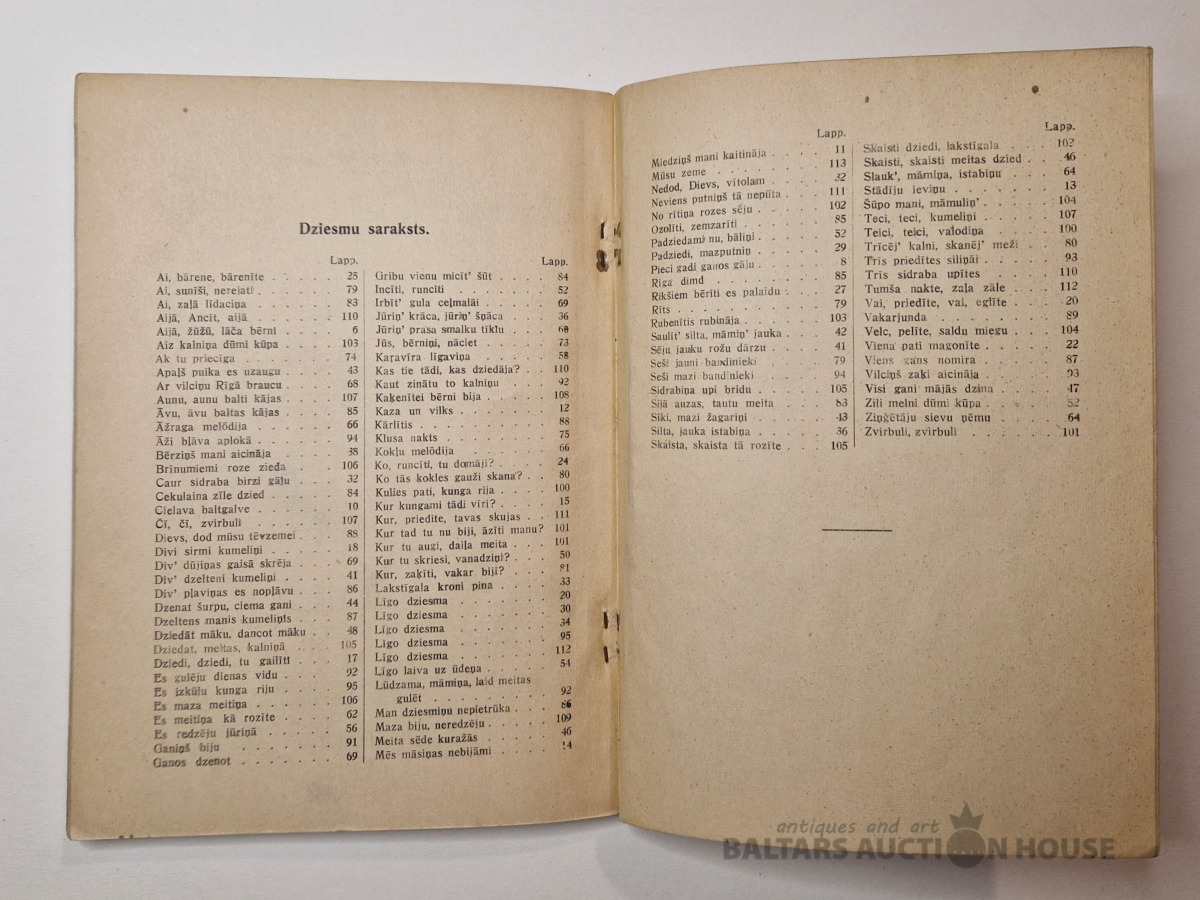 Dziesmu saraksts.
Lapp.
Ai, bārene, bārenīte . . . . . 25
Ai, sunīši, nerejati . . . . . . 79
Ai, zaļā līdaciņa . . . . . . 83
Aijā, Ancīt, aijā . . . . . . 110
Aijā, žūžū, lāča bērni . . . . 6
Aiz kalniņa dūmi kūpa . . . . 103
Ak tu priecīga . . . . . . . 74
Apaļš puika es uzaugu . . . . 43
Ar vilciņu Rīgā braucu . . . . 68
Aunu, aunu balti kājas . . . . 107
Āvu, āvu baltas kājas . . . . 85
Āžraga melōdija . . . . . . 66
Āži bļāva aplokā . . . . . . 94
Bērziņš mani aicināja . . . . 38
Brīnumiemi roze zieda . . . . 106
Caur sidraba birzi gāju . . . . 32
Cekulaina zīle dzied . . . . . 84
Cielava baltgalve . . . . . . 10
Čī, čī, zvirbuli . . . . . . 107
Dievs, dod mūsu tēvzemei . . . 88
Divi sirmi kumeliņi . . . . . 18
Div' dūjiņas gaisā skrēja . . . 69
Div' dzelteni kumeliņi . . . . 41
Div' pļaviņas es nopļāvu . . . 86
Dzenat šurpu, ciema gani . . . 44
Dzeltens manis kumeliņts . . . 87
Dziedāt māku, dancot māku . . 48
Dziedat, meitas, kalniņā . . . 105
Dziedi, dziedi, tu gailīti . . . 17
Es gulēju dienas vidu . . . . 92
Es izkūlu kunga riju . . . . . 95
Es maza meitiņa . . . . . . 106
Es meitiņa kā rozīte . . . . 62
Es redzēju jūriņā . . . . . 56
Ganiņš biju . . . . . . . 91
Ganos dzenot . . . . . . . 69
Lapp.
Gribu vienu micīt' šūt . . . . 84
Incīti, runcīti . . . . . . 52
Irbīt' gula ceļmalāi . . . . . 69
Jūriņ' krāca, jūriņ' šņāca . . . 36
Jūriņ' prasa smalku tīklu . . . 60
Jūs, bērniņi, nāciet . . . . . 73
Kaŗavīra līgaviņa . . . . . 58
Kas tie tādi, kas dziedāja? . . . 110
Kaut zinātu to kalniņu . . . . 92
Kaķenītei bērni bija . . . . . 108
Kaza un vilks . . . . . . . 12
Kārlītis . . . . . . . . 88
Klusa nakts . . . . . . . 75
Kokļu melōdija . . . . . . 66
Ko, runcīti, tu domāji? . . . . 24
Ko tās kokles gauži skana? . . . 80
Kulies pati, kunga rija . . . . 100
Kur kungami tādi vīri? . . . . 15
Kur, priedīte, tavas skujas . . . 111
Kur tad tu nu biji, āzīti manu? 101
Kur tu augi, daiļa meita . . . 101
Kur tu skriesi, vanadziņ? . . . 50
Kur, zaķīti, vakar biji? . . . 81
Lakstīgala kroni pina . . . . 33
Līgo dziesma . . . . . . . 20
Līgo dziesma . . . . . . . 30
Līgo dziesma . . . . . . . 34
Līgo dziesma . . . . . . . 95
Līgo dziesma . . . . . . . 112
Līgo laiva uz ūdeņa . . . . . 54
Lūdzama, māmiņa, laid meitas
gulēt . . . . . . . . 92
Man dziesmiņu nepietrūka . . . 86
Maza biju, neredzēju . . . . . 109
Meita sēde kuražās . . . . . 46
Mēs māsiņas nebijāmi . . . . 14
Lapp.
Miedziņš mani kaitināja . . . . 11
Mūsu zeme . . . . . . . 113
Nedod, Dievs, vītolam . . . . 32
Neviens putniņš tā nepūta . . . 111
No rītiņa rozes sēju . . . . . 102
Ozolīti, zemzarīti . . . . . 85
Padziedami nu, bāliņi . . . . 52
Padziedi, mazputniņ . . . . . 29
Pieci gadi ganos gāju . . . . 8
Rīga dimd . . . . . . . 85
Rikšiem bērīti es palaidu . . . 27
Rīts . . . . . . . . . 79
Rubenītis rubināja . . . . . 103
Saulīt' silta, māmiņ' jauka . . . 42
Sēju jauku rožu dārzu . . . . 41
Seši jauni bandinieki . . . . 79
Seši mazi bandinieki . . . . 94
Sidrabiņa upi bridu . . . . . 105
Sijā auzas, tautu meita . . . . 83
Sīki, mazi žagariņi . . . . . 43
Silta, jauka istabiņa . . . . . 36
Skaista, skaista tā rozīte . . . 105
Lapp.
Skaisti dziedi, lakstīgala . . . 102
Skaisti, skaisti meitas dzied . . 46
Slauk', māmiņa, istabiņu . . . 64
Stādīju ieviņu . . . . . . . 13
Šūpo mani, māmuliņ' . . . . . 104
Teci, teci, kumeliņi . . . . . 107
Teici, teici, valodiņa . . . . 100
Trīcēj' kalni, skanēj' meži . . 80
Trīs priedītes siliņāi . . . . 93
Trīs sidraba upītes . . . . . 110
Tumša nakte, zaļa zāle . . . . 112
Vai, priedīte, vai, eglīte . . . 20
Vakarjunda . . . . . . . 89
Velc, pelīte, saldu miegu . . . 104
Viena pati magonīte . . . . . 22
Viens gans nomira . . . . . 87
Vilciņš zaķi aicināja . . . . . 93
Visi gani mājās dzina . . . . 47
Zili melni dūmi kūpa . . . . 52
Ziņģētāju sievu ņēmu . . . . 64
Zvirbuli, zvirbuli . . . . . . 101
antiques and art
BALTARS AUCTION HOUSE